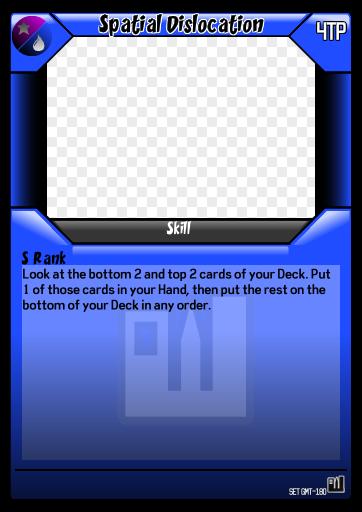 Spatial Dislocation
4TP
Skill
S Rank
Look at the bottom 2 and top 2 cards of your Deck. Put
1 of those cards in your Hand, then put the rest on the
bottom of your Deck in any order.
SET GMT-180